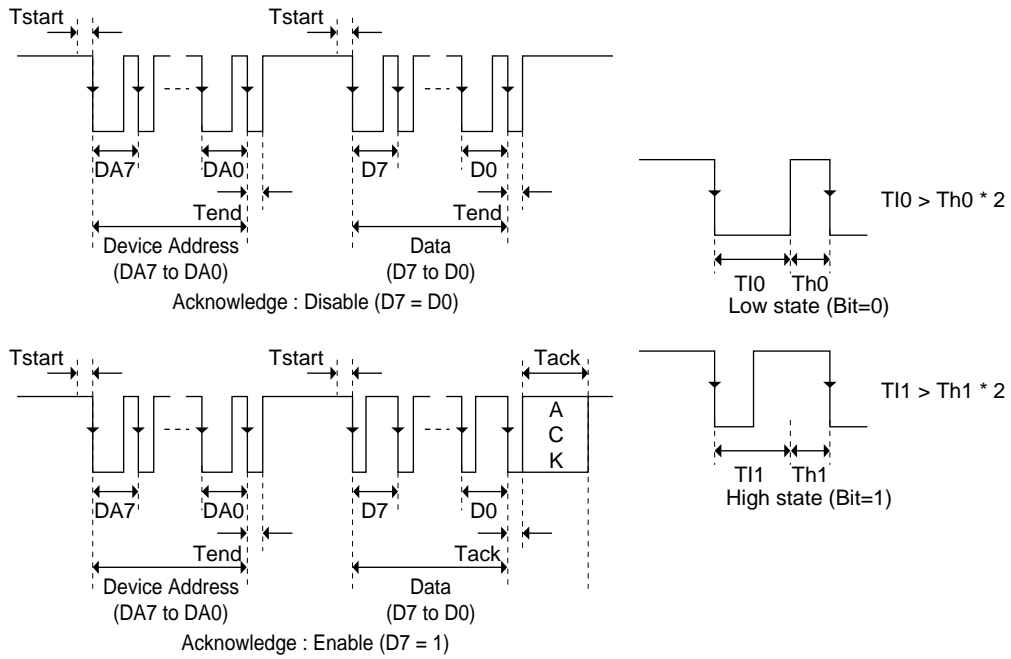 Tstart
Tstart
DA7
DA0
D7
D0
Tend
Tend
Device Address
(DA7 to DA0)
Data
(D7 to D0)
Acknowledge : Disable (D7 = D0)
TI0 > Th0 * 2
TI0
Th0
Low state (Bit=0)
Tstart
Tstart
Tack
A
C
K
DA7
DA0
D7
D0
Tend
Tack
Device Address
(DA7 to DA0)
Data
(D7 to D0)
Acknowledge : Enable (D7 = 1)
TI1 > Th1 * 2
TI1
Th1
High state (Bit=1)